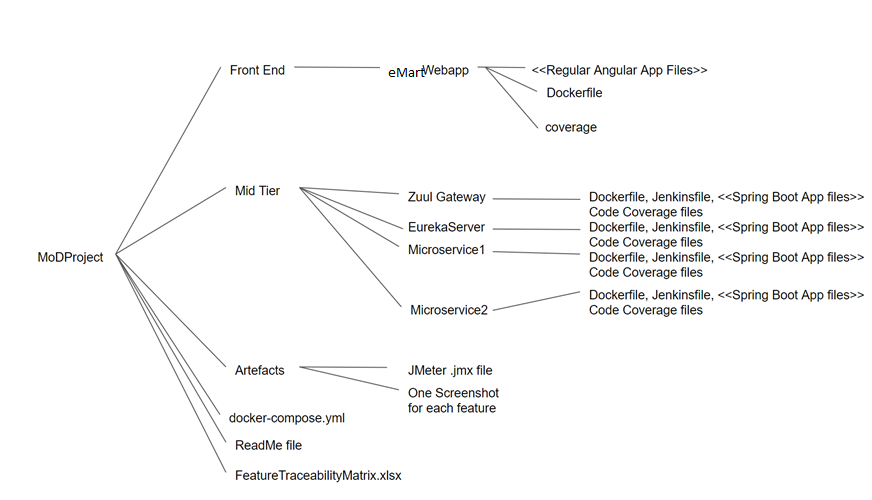 Front End
eMartWebapp
<<Regular Angular App Files>>
Dockerfile
coverage
Mid Tier
Zuul Gateway
Dockerfile, Jenkinsfile, <<Spring Boot App files>>
Code Coverage files
EurekaServer
Dockerfile, Jenkinsfile, <<Spring Boot App files>>
Code Coverage files
Microservice1
Dockerfile, Jenkinsfile, <<Spring Boot App files>>
Code Coverage files
MoDProject
Microservice2
Dockerfile, Jenkinsfile, <<Spring Boot App files>>
Code Coverage files
Artefacts
JMeter .jmx file
One Screenshot
for each feature
docker-compose.yml
ReadMe file
FeatureTraceabilityMatrix.xlsx